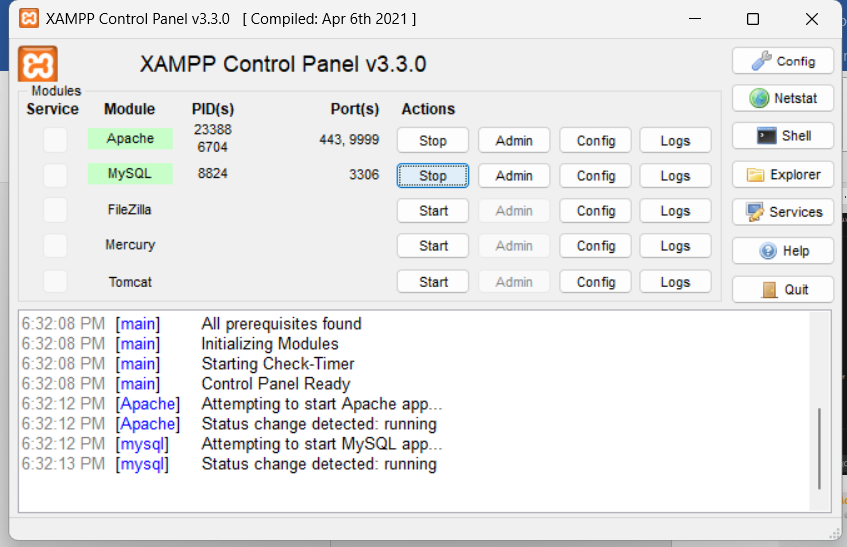 XAMPP Control Panel v3.3.0 [ Compiled: Apr 6th 2021 ]
XAMPP Control Panel v3.3.0
Config
Modules
Service Module PID(s) Port(s) Actions
Netstat
Apache 23388 6704 443, 9999 Stop Admin Config Logs
Shell
MySQL 8824 3306 Stop Admin Config Logs
Explorer
FileZilla Start Admin Config Logs
Services
Mercury Start Admin Config Logs
Help
Tomcat Start Admin Config Logs
Quit
6:32:08 PM [main] All prerequisites found
6:32:08 PM [main] Initializing Modules
6:32:08 PM [main] Starting Check-Timer
6:32:08 PM [main] Control Panel Ready
6:32:12 PM [Apache] Attempting to start Apache app...
6:32:12 PM [Apache] Status change detected: running
6:32:12 PM [mysql] Attempting to start MySQL app...
6:32:13 PM [mysql] Status change detected: running